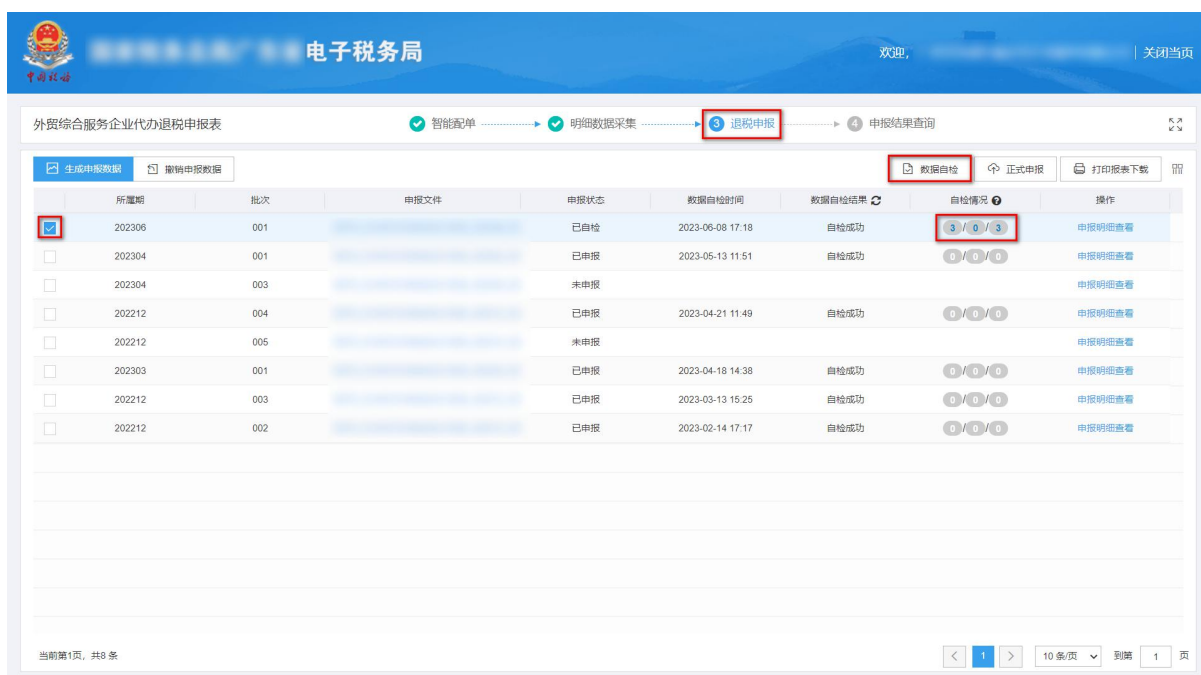 电子税务局
欢迎,
| 关闭当页
中国税务
外贸综合服务企业代办退税申报表
智能配单
明细数据采集
3 退税申报
4 申报结果查询
生成申报数据 撤销申报数据 数据自检 正式申报 打印报表下载
所属期 批次 申报文件 申报状态 数据自检时间 数据自检结果 自检情况 操作
202306 001 已自检 2023-06-08 17:18 自检成功 3 / 0 / 3 申报明细查看
202304 001 已申报 2023-05-13 11:51 自检成功 0 / 0 / 0 申报明细查看
202304 003 未申报 申报明细查看
202212 004 已申报 2023-04-21 11:49 自检成功 0 / 0 / 0 申报明细查看
202212 005 未申报 申报明细查看
202303 001 已申报 2023-04-18 14:38 自检成功 0 / 0 / 0 申报明细查看
202212 003 已申报 2023-03-13 15:25 自检成功 0 / 0 / 0 申报明细查看
202212 002 已申报 2023-02-14 17:17 自检成功 0 / 0 / 0 申报明细查看
当前第1页, 共8 条 < 1 > 10 条/页 到第 1 页